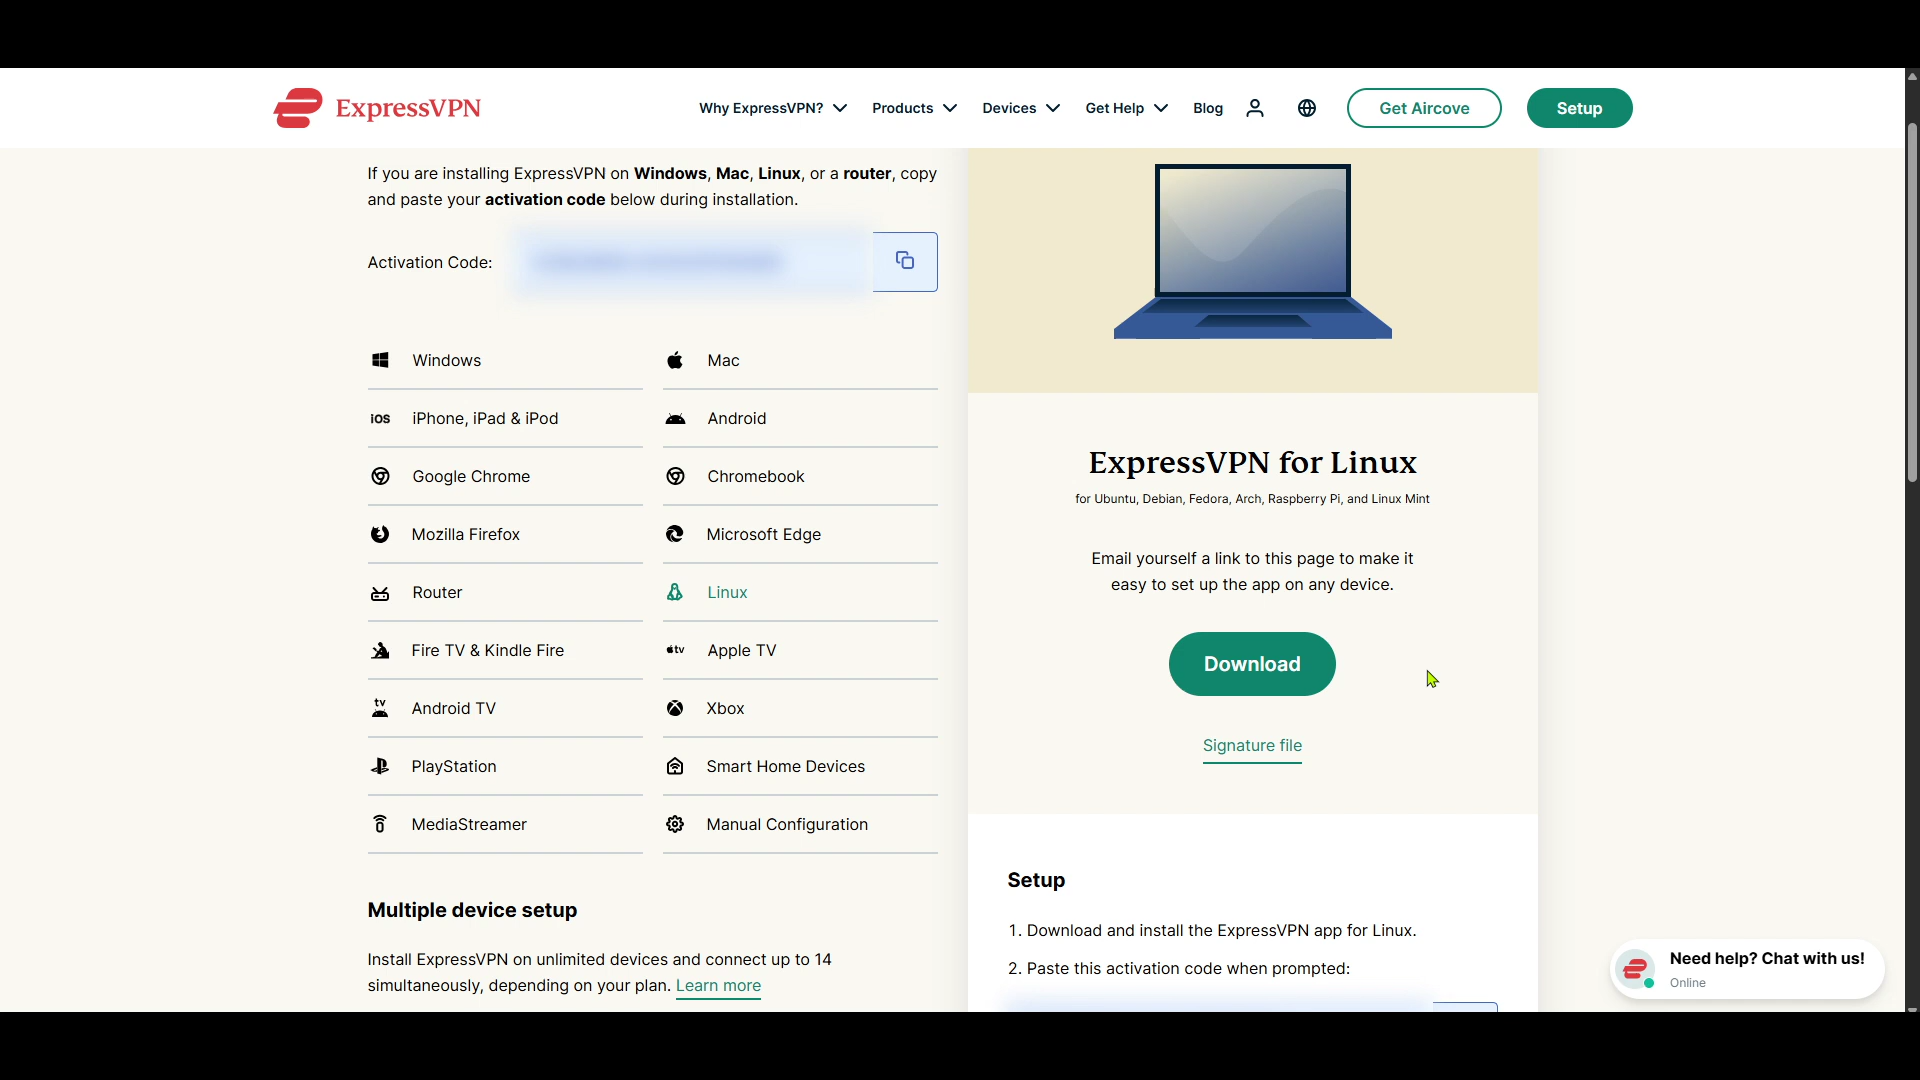 ExpressVPN
Why ExpressVPN?
Products
Devices
Get Help
Blog
Get Aircove
Setup
If you are installing ExpressVPN on Windows, Mac, Linux, or a router, copy
and paste your activation code below during installation.
Activation Code:
Windows
Mac
iOS
iPhone, iPad & iPod
Android
Google Chrome
Chromebook
Mozilla Firefox
Microsoft Edge
Router
Linux
Fire TV & Kindle Fire
tv
Apple TV
tv
Android TV
Xbox
PlayStation
Smart Home Devices
MediaStreamer
Manual Configuration
Multiple device setup
Install ExpressVPN on unlimited devices and connect up to 14
simultaneously, depending on your plan. Learn more
ExpressVPN for Linux
for Ubuntu, Debian, Fedora, Arch, Raspberry Pi, and Linux Mint
Email yourself a link to this page to make it
easy to set up the app on any device.
Download
Signature file
Setup
1. Download and install the ExpressVPN app for Linux.
2. Paste this activation code when prompted:
Need help? Chat with us!
Online